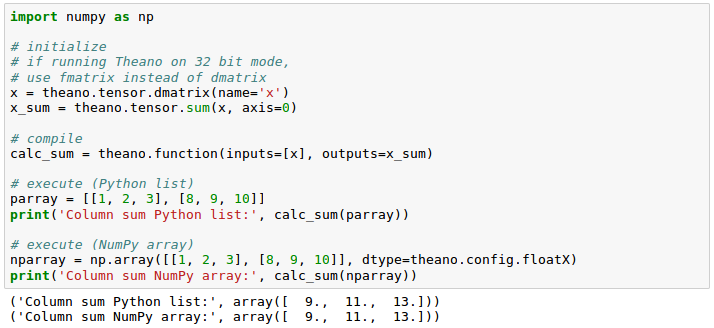 import numpy as np
# initialize
# if running Theano on 32 bit mode,
# use fmatrix instead of dmatrix
x = theano.tensor.dmatrix(name='x')
x_sum = theano.tensor.sum(x, axis=0)
# compile
calc_sum = theano.function(inputs=[x], outputs=x_sum)
# execute (Python list)
parray = [[1, 2, 3], [8, 9, 10]]
print('Column sum Python list:', calc_sum(parray))
# execute (NumPy array)
nparray = np.array([[1, 2, 3], [8, 9, 10]], dtype=theano.config.floatX)
print('Column sum NumPy array:', calc_sum(nparray))
('Column sum Python list:', array([  9.,  11.,  13.]))
('Column sum NumPy array:', array([  9.,  11.,  13.]))